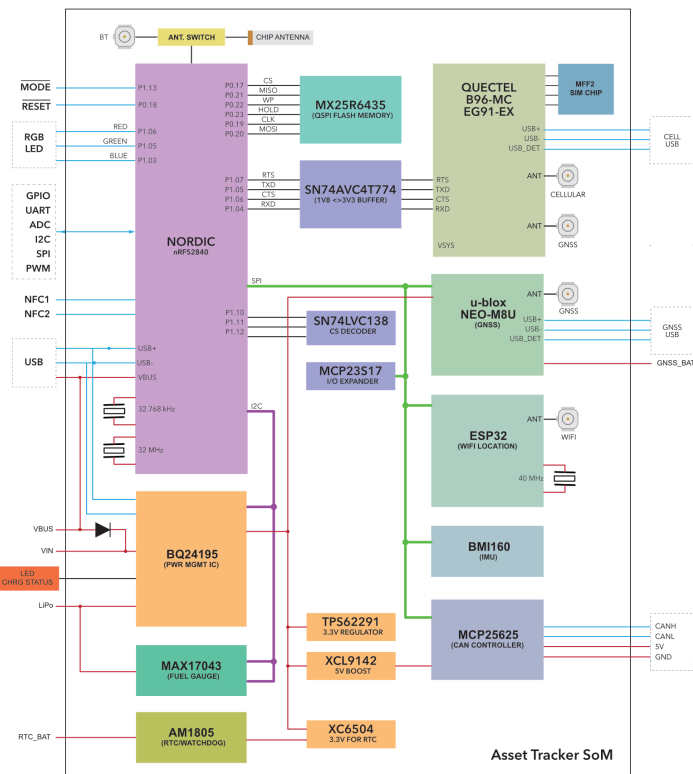 BT
ANT. SWITCH
CHIP ANTENNA
MODE
RESET
RGB
LED
RED
GREEN
BLUE
GPIO
UART
ADC
I2C
SPI
PWM
NFC1
NFC2
USB
VBUS
VIN
LED
CHRG STATUS
LiPo
RTC_BAT
P1.13
P0.18
P1.06
P1.05
P1.03
NORDIC
nRF52840
USB+
USB-
VBUS
32.768 kHz
32 MHz
P0.17
P0.21
P0.22
P0.23
P0.19
P0.20
P1.07
P1.05
P1.06
P1.04
P1.10
P1.11
P1.12
CS
MISO
WP
HOLD
CLK
MOSI
RTS
TXD
CTS
RXD
SPI
I2C
MX25R6435
(QSPI FLASH MEMORY)
SN74AVC4T774
(1V8 <>3V3 BUFFER)
SN74LVC138
CS DECODER
MCP23S17
I/O EXPANDER
QUECTEL
B96-MC
EG91-EX
USB+
USB-
USB_DET
ANT
RTS
TXD
CTS
RXD
ANT
VSYS
MFF2
SIM CHIP
CELL
USB
CELLULAR
GNSS
u-blox
NEO-M8U
(GNSS)
ANT
USB+
USB-
USB_DET
GNSS
GNSS
USB
GNSS_BAT
ESP32
(WIFI LOCATION)
ANT
WIFI
40 MHz
BMI160
(IMU)
MCP25625
(CAN CONTROLLER)
CANH
CANL
5V
GND
BQ24195
(PWR MGMT IC)
MAX17043
(FUEL GAUGE)
AM1805
(RTC/WATCHDOG)
TPS62291
3.3V REGULATOR
XCL9142
5V BOOST
XC6504
3.3V FOR RTC
Asset Tracker SoM